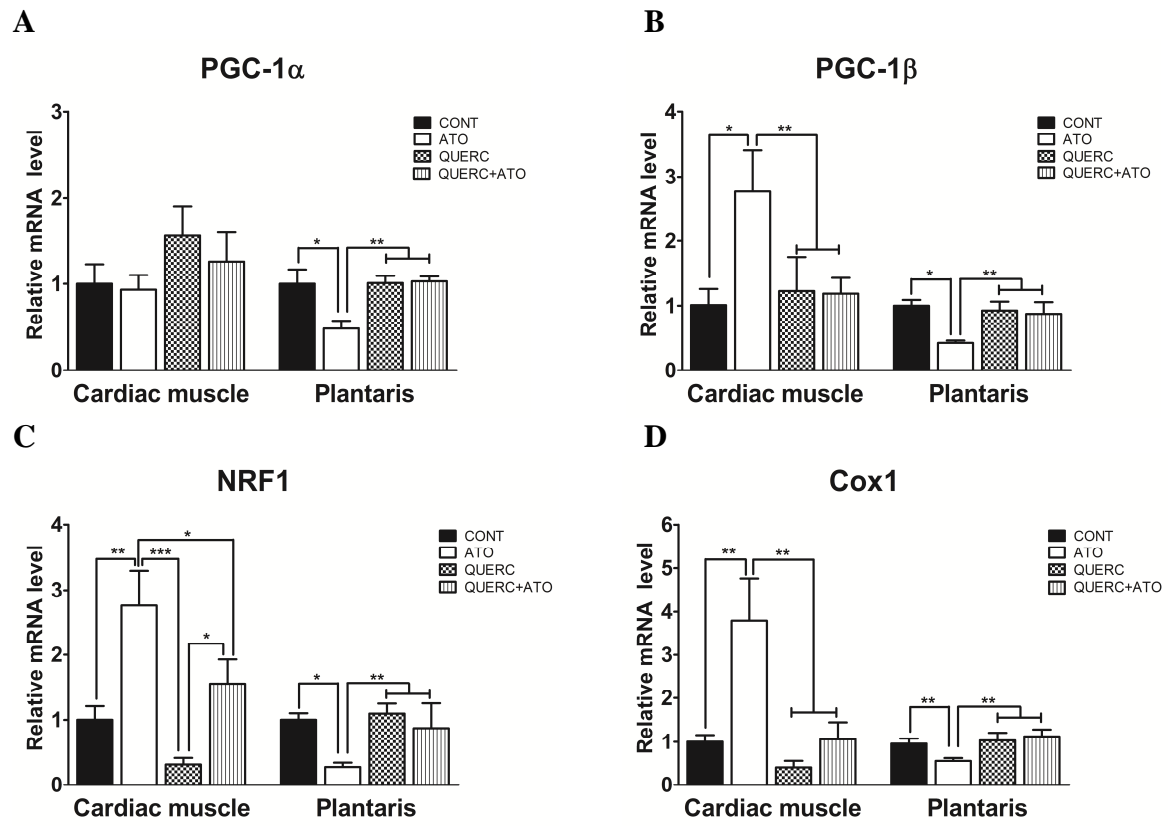 A
PGC-1α
Relative mRNA level
3
2
1
0
CONT
ATO
QUERC
QUERC+ATO
*
**
Cardiac muscle
Plantaris
B
PGC-1β
Relative mRNA level
4
3
2
1
0
CONT
ATO
QUERC
QUERC+ATO
*
**
*
**
Cardiac muscle
Plantaris
C
NRF1
Relative mRNA level
4
3
2
1
0
CONT
ATO
QUERC
QUERC+ATO
*
**
***
*
*
**
Cardiac muscle
Plantaris
D
Cox1
Relative mRNA level
6
5
4
3
2
1
0
CONT
ATO
QUERC
QUERC+ATO
**
**
**
**
Cardiac muscle
Plantaris